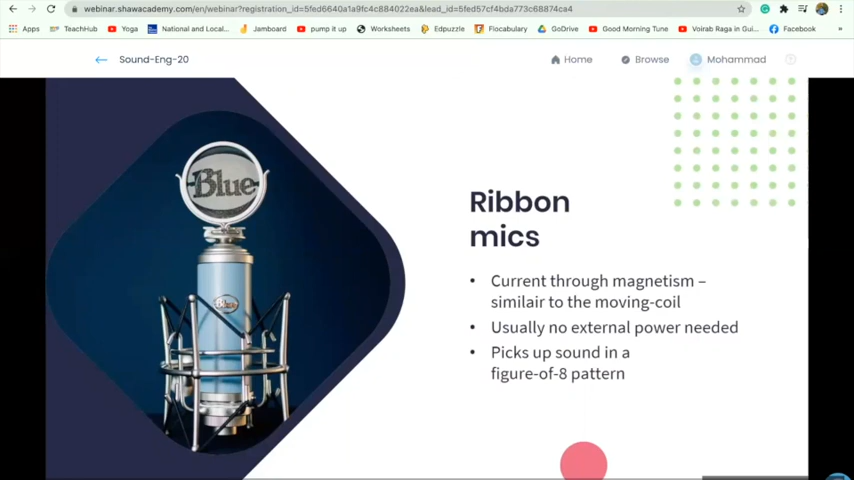 webinar.shawacademy.com/en/webinar?registration_id=5fed6640a1a9fc4c884022ea&lead_id=5fed57cf4bda773c68874ca4
Apps TeachHub Yoga National and Local... Jamboard pump it up Worksheets Edpuzzle Flocabulary GoDrive Good Morning Tune Voirab Raga in Guit... Facebook »
Sound-Eng-20 Home Browse Mohammad
Blue
Ribbon
mics
• Current through magnetism –
similair to the moving-coil
• Usually no external power needed
• Picks up sound in a
figure-of-8 pattern